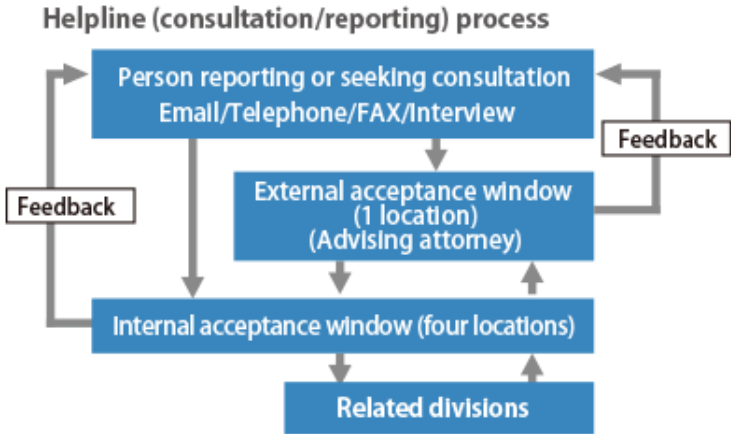 Helpline (consultation/reporting) process
Person reporting or seeking consultation
Email/Telephone/FAX/Interview
Feedback
External acceptance window
(1 location)
(Advising attorney)
Feedback
Internal acceptance window (four locations)
Related divisions